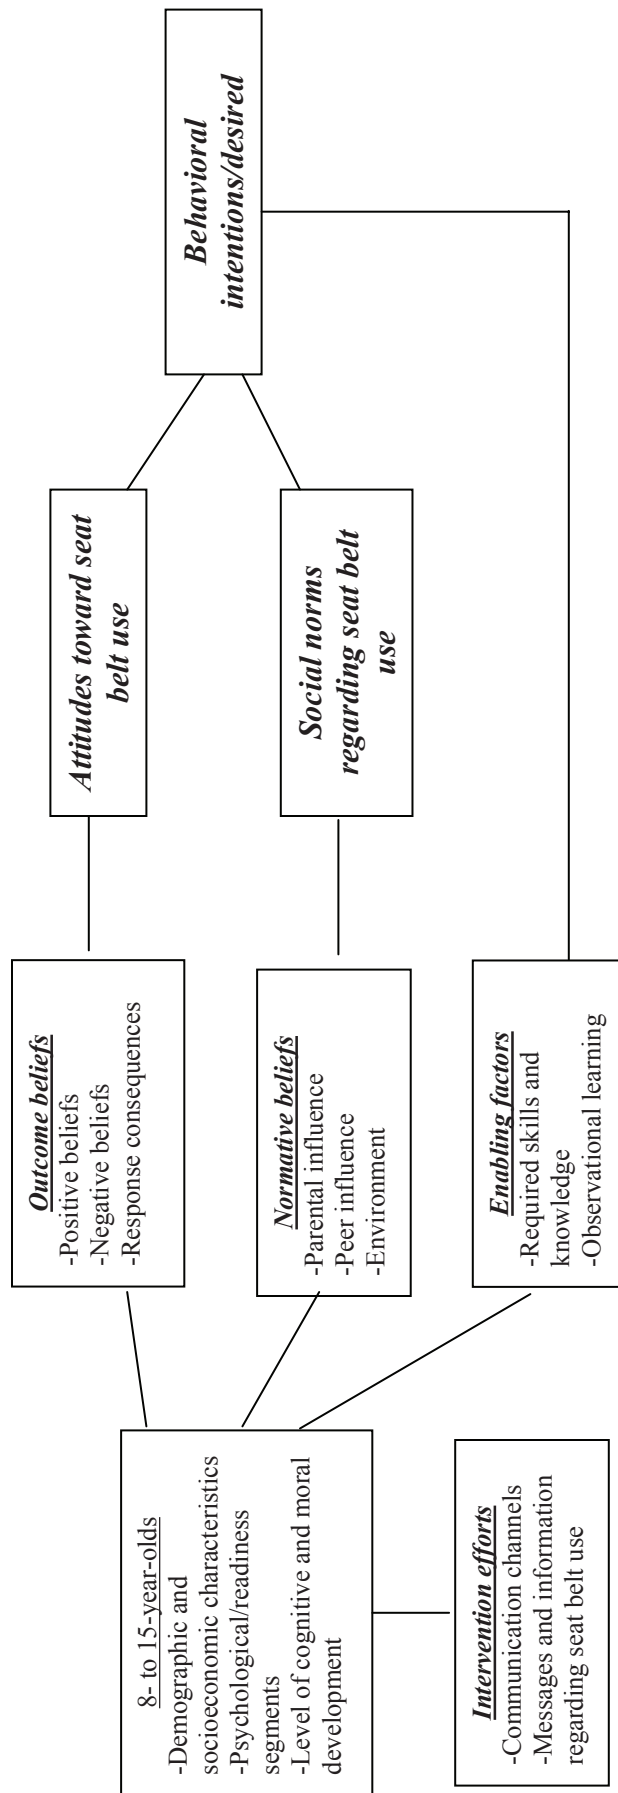 8- to 15-year-olds
-Demographic and
socioeconomic characteristics
-Psychological/readiness
segments
-Level of cognitive and moral
development
Intervention efforts
-Communication channels
-Messages and information
regarding seat belt use
Outcome beliefs
-Positive beliefs
-Negative beliefs
-Response consequences
Normative beliefs
-Parental influence
-Peer influence
-Environment
Enabling factors
-Required skills and
knowledge
-Observational learning
Attitudes toward seat
belt use
Social norms
regarding seat belt
use
Behavioral
intentions/desired